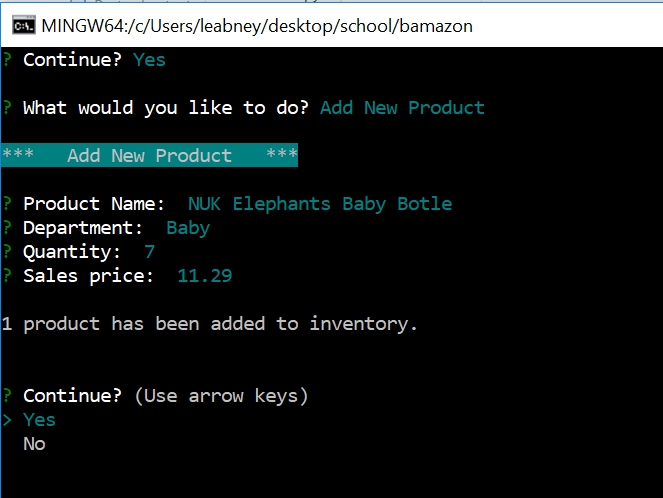 MINGW64:/c/Users/leabney/desktop/school/bamazon
? Continue? Yes
? What would you like to do? Add New Product
***   Add New Product   ***
? Product Name:  NUK Elephants Baby Botle
? Department:  Baby
? Quantity:  7
? Sales price:  11.29
1 product has been added to inventory.
? Continue? (Use arrow keys)
> Yes
No